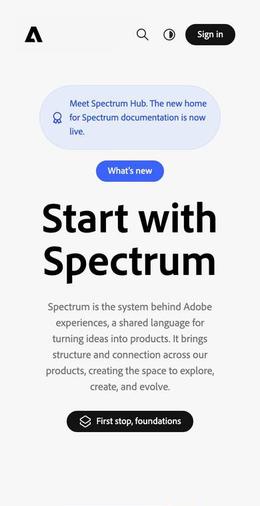 Sign in
Meet Spectrum Hub. The new home
for Spectrum documentation is now
live.
What's new
Start with
Spectrum
Spectrum is the system behind Adobe
experiences, a shared language for
turning ideas into products. It brings
structure and connection across our
products, creating the space to explore,
create, and evolve.
First stop, foundations